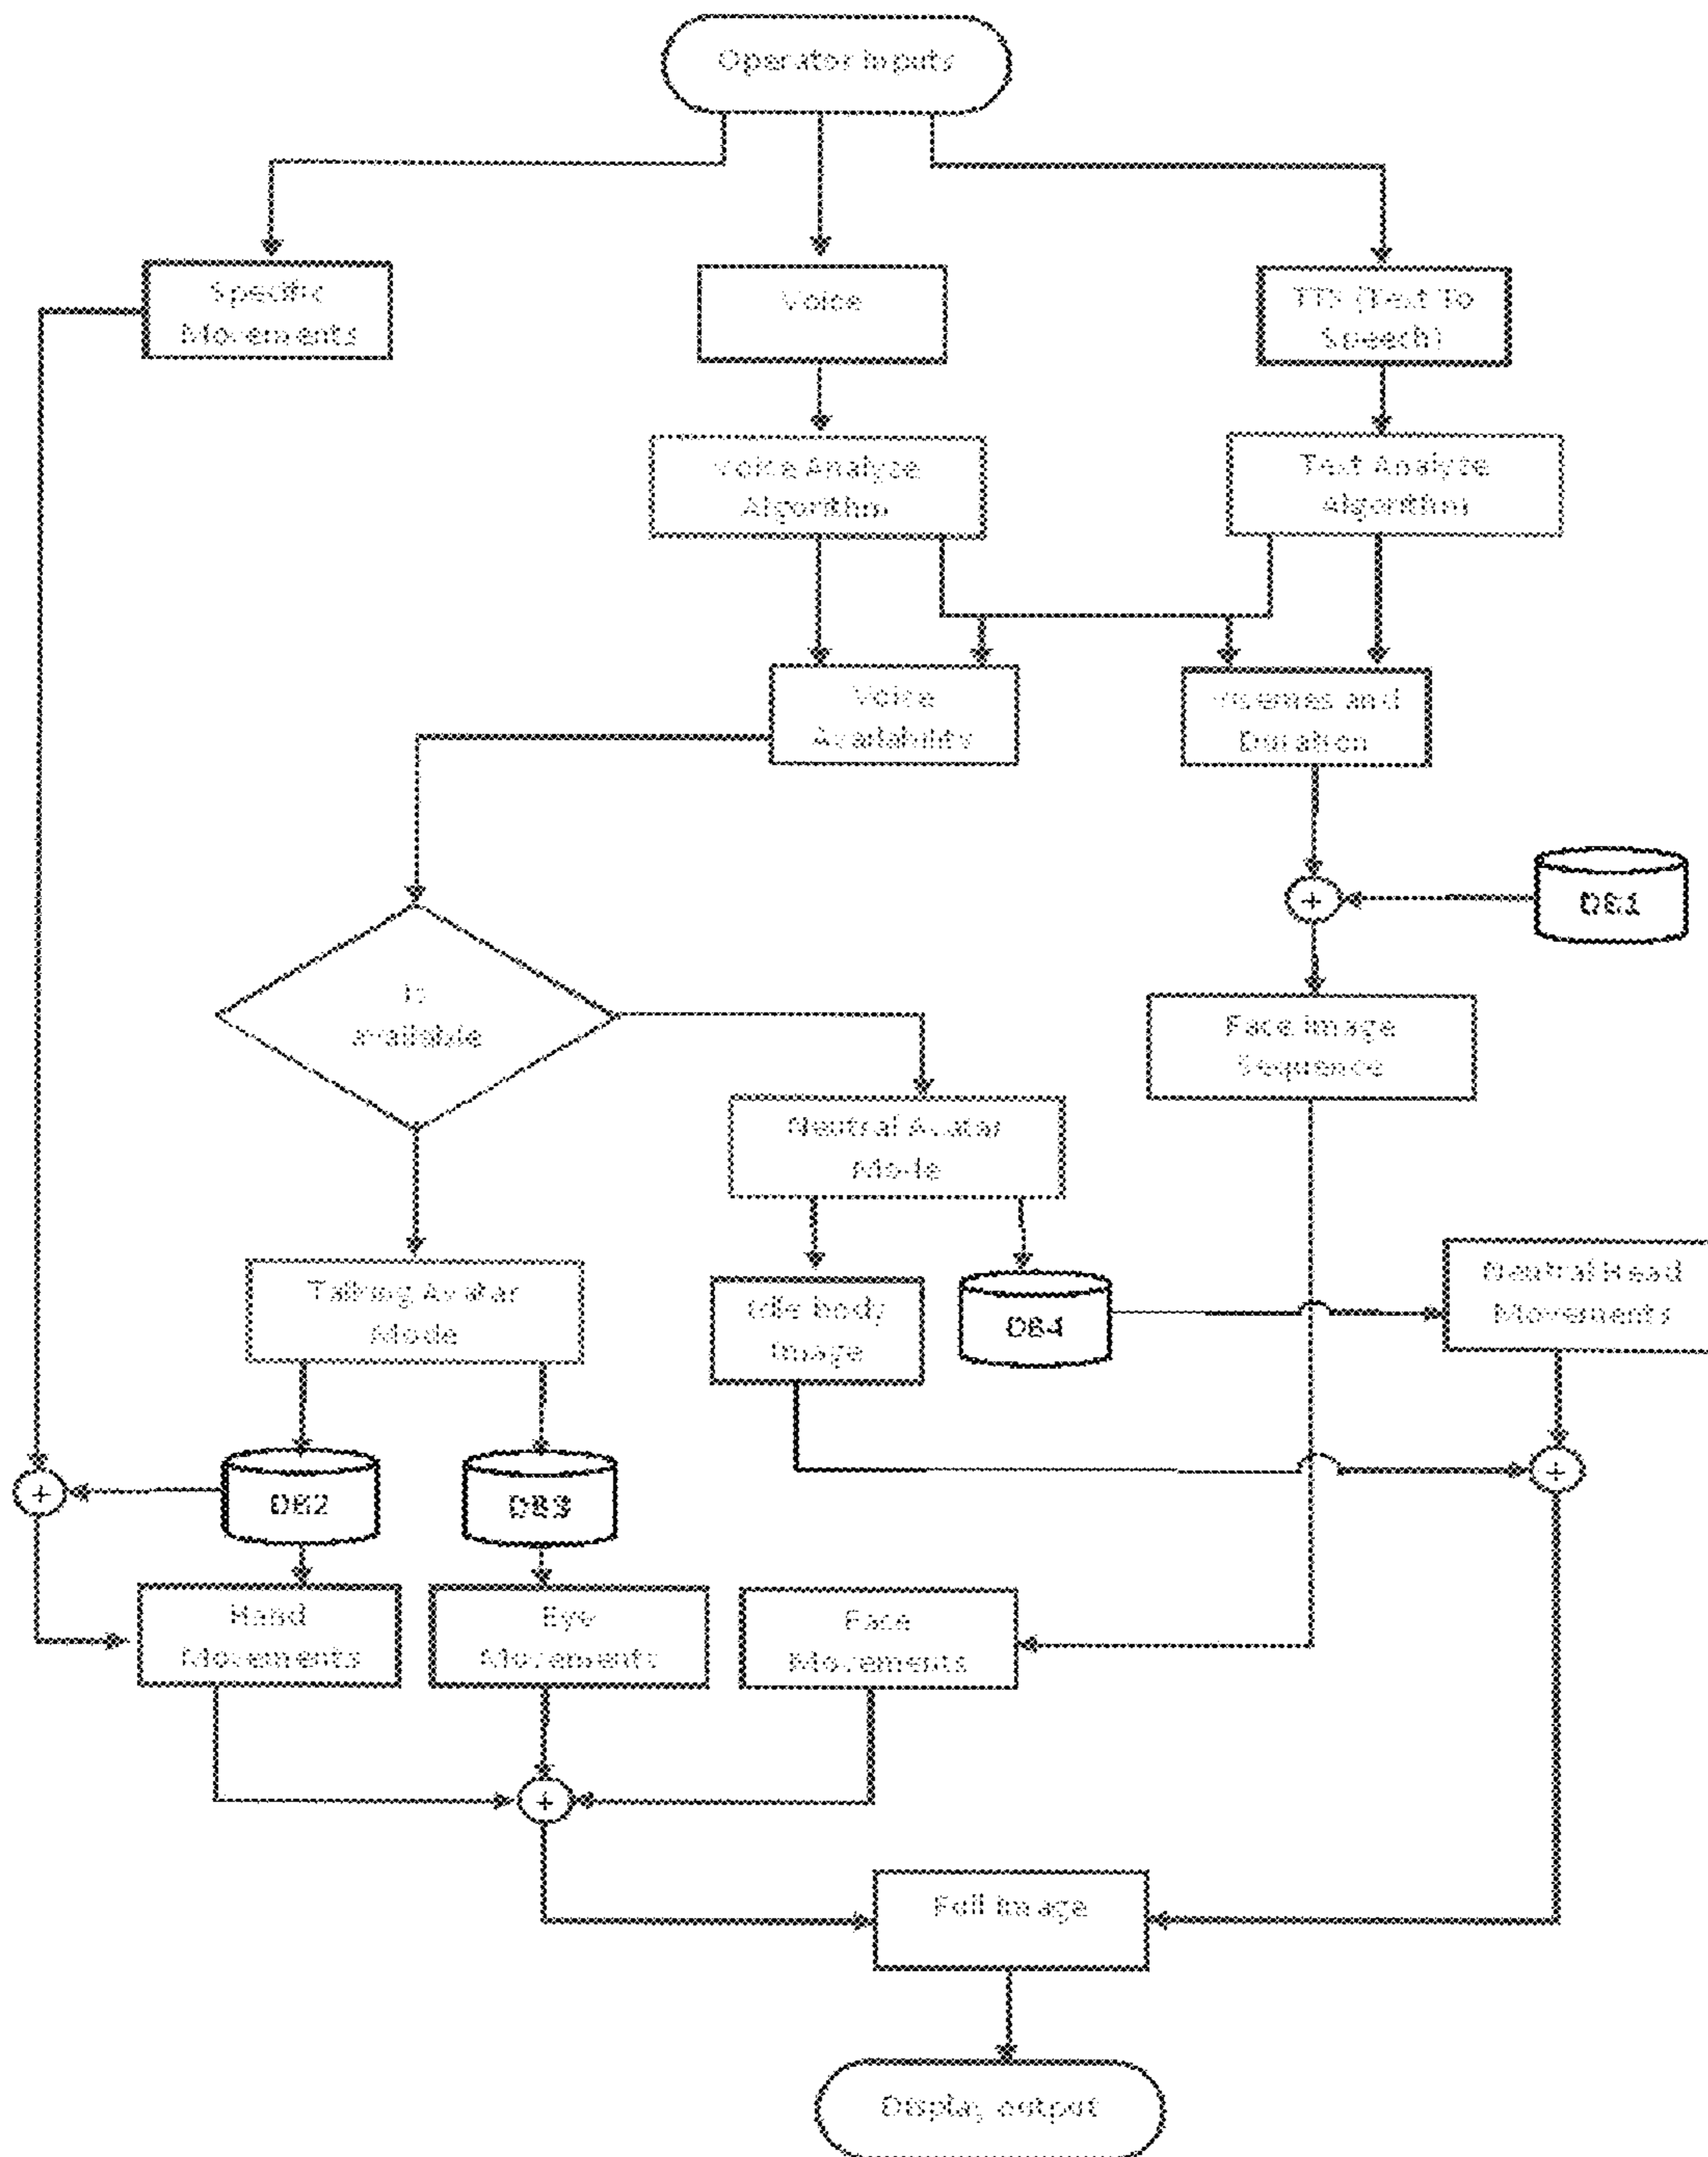 Operator Inputs
Specific
Movements
Voice
TTS (Text To
Speech)
Voice Analyze
Algorithm
Text Analyze
Algorithm
Voice
Availability
Visemes and
Duration
+
DB1
Is
available
Face Image
Sequence
Neutral Avatar
Mode
Talking Avatar
Mode
Idle body
Image
DB4
Neutral Head
Movements
+
DB2
DB3
+
Hand
Movements
Eye
Movements
Face
Movements
+
Full Image
Display output